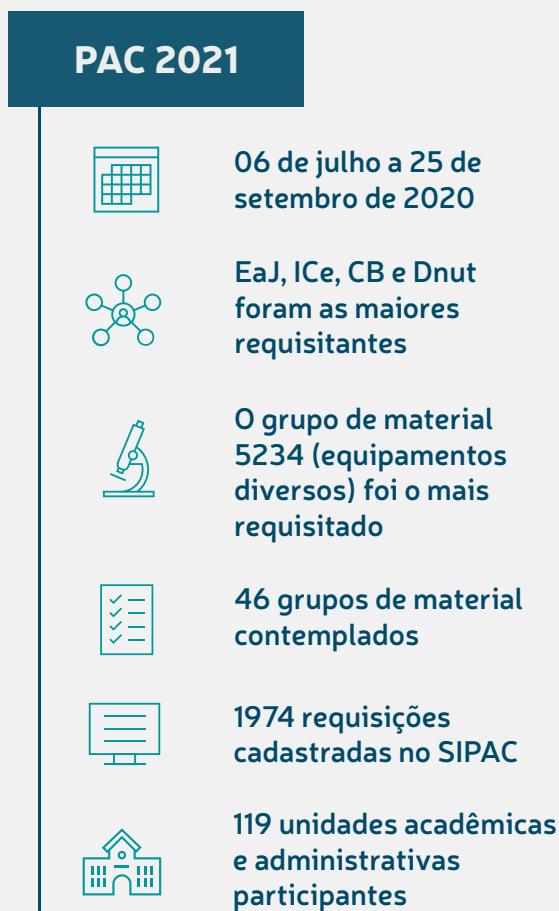 PAC 2021
06 de julho a 25 de
setembro de 2020
EaJ, ICe, CB e Dnut
foram as maiores
requisitantes
O grupo de material
5234 (equipamentos
diversos) foi o mais
requisitado
46 grupos de material
contemplados
1974 requisições
cadastradas no SIPAC
119 unidades acadêmicas
e administrativas
participantes